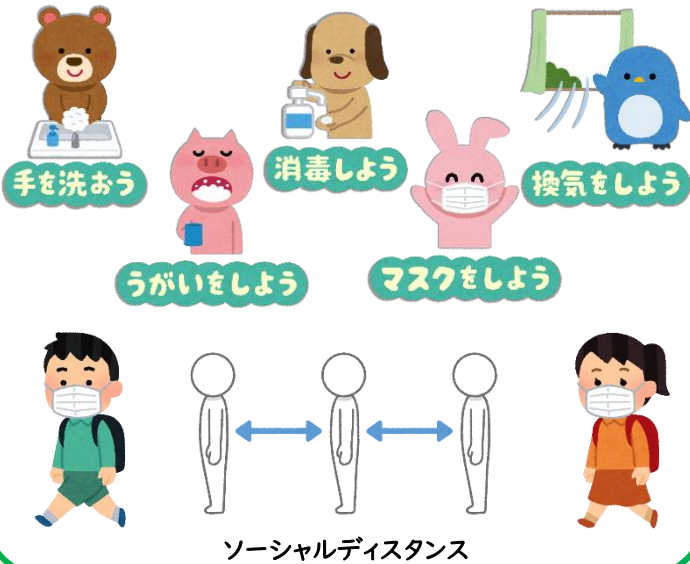 手を洗おう
うがいをしよう
消毒しよう
マスクをしよう
換気をしよう
ソーシャルディスタンス